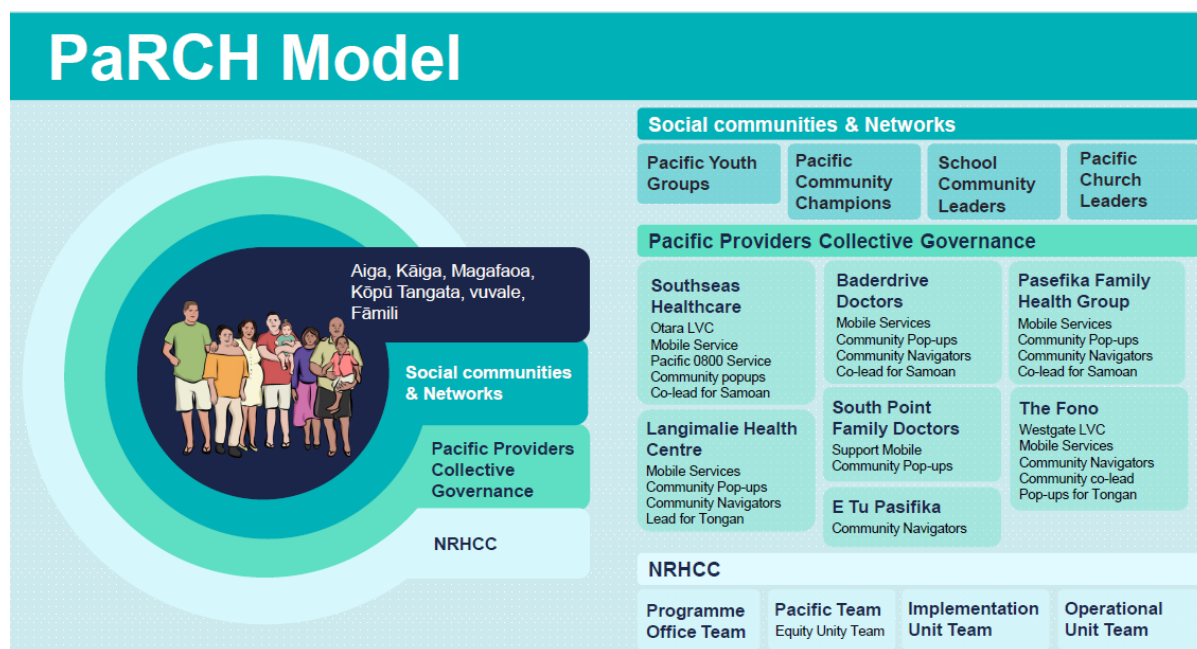 PaRCH Model
Aiga, Kāiga, Magafaoa,
Kōpū Tangata, vuvale,
Fāmili
Social communities
& Networks
Pacific Providers
Collective
Governance
NRHCC
Social communities & Networks
Pacific Youth
Groups
Pacific
Community
Champions
School
Community
Leaders
Pacific
Church
Leaders
Pacific Providers Collective Governance
Southseas
Healthcare
Otara LVC
Mobile Service
Pacific 0800 Service
Community popups
Co-lead for Samoan
Baderdrive
Doctors
Mobile Services
Community Pop-ups
Community Navigators
Co-lead for Samoan
Pasefika Family
Health Group
Mobile Services
Community Pop-ups
Community Navigators
Co-lead for Samoan
Langimalie Health
Centre
Mobile Services
Community Pop-ups
Community Navigators
Lead for Tongan
South Point
Family Doctors
Support Mobile
Community Pop-ups
E Tu Pasifika
Community Navigators
The Fono
Westgate LVC
Mobile Services
Community Navigators
Community co-lead
Pop-ups for Tongan
NRHCC
Programme
Office Team
Pacific Team
Equity Unity Team
Implementation
Unit Team
Operational
Unit Team